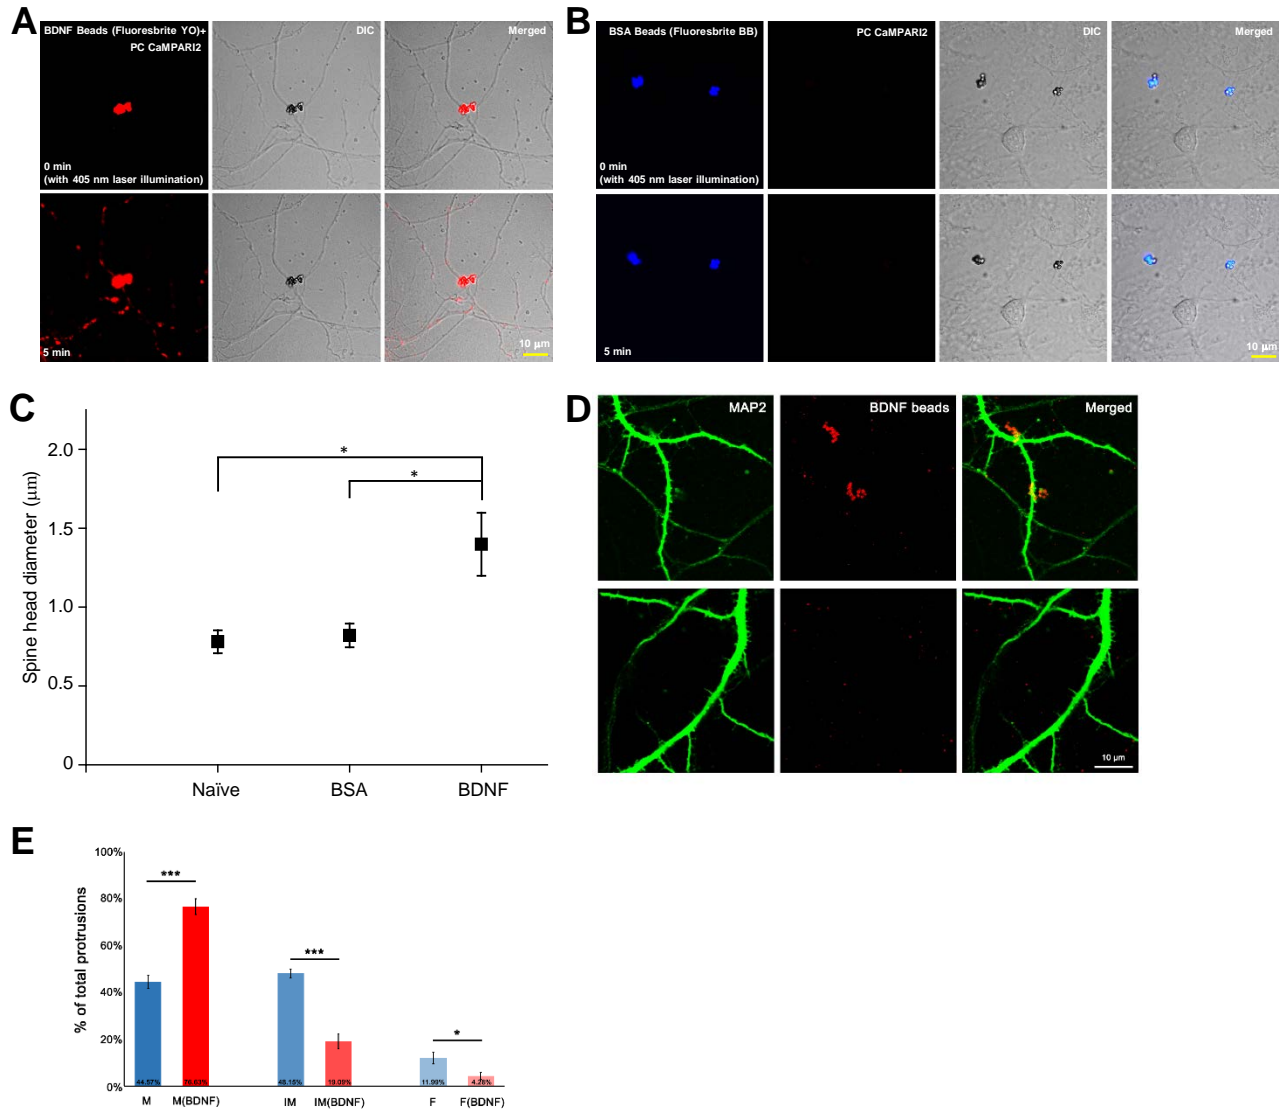 A
BDNF Beads (Fluoresbrite YO)+
PC CaMPARI2
DIC
Merged
0 min
(with 405 nm laser illumination)
5 min
10 µm
B
BSA Beads (Fluoresbrite BB)
PC CaMPARI2
DIC
Merged
0 min
(with 405 nm laser illumination)
5 min
10 µm
C
Spine head diameter (µm)
2.0
1.5
1.0
0.5
0
*
*
Naïve
BSA
BDNF
D
MAP2
BDNF beads
Merged
10 µm
E
% of total protrusions
100%
80%
60%
40%
20%
0%
***
***
*
44.57%
48.15%
19.09%
11.99%
M
M(BDNF)
IM
IM(BDNF)
F
F(BDNF)